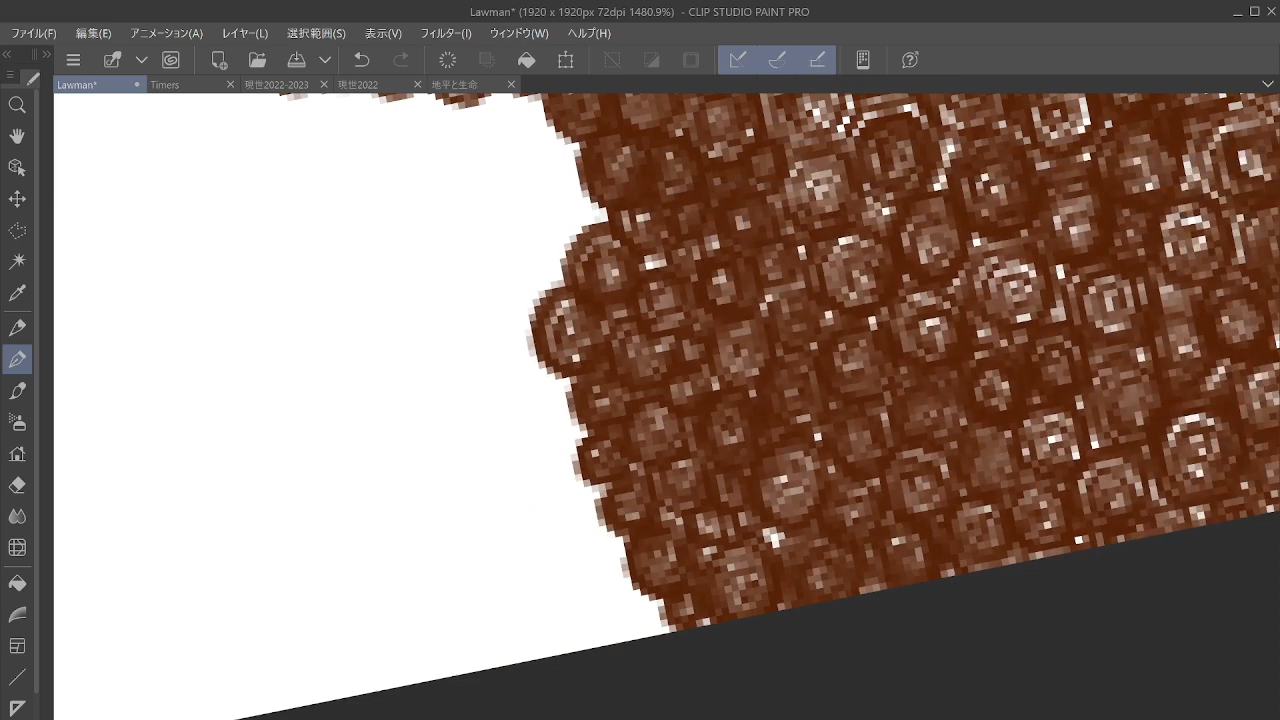 Lawman* (1920 x 1920px 72dpi 1480.9%) - CLIP STUDIO PAINT PRO
ファイル(F) 編集(E) アニメーション(A) レイヤー(L) 選択範囲(S) 表示(V) フィルター(I) ウィンドウ(W) ヘルプ(H)
Lawman* Timers 現世2022-2023 現世2022 地平と生命